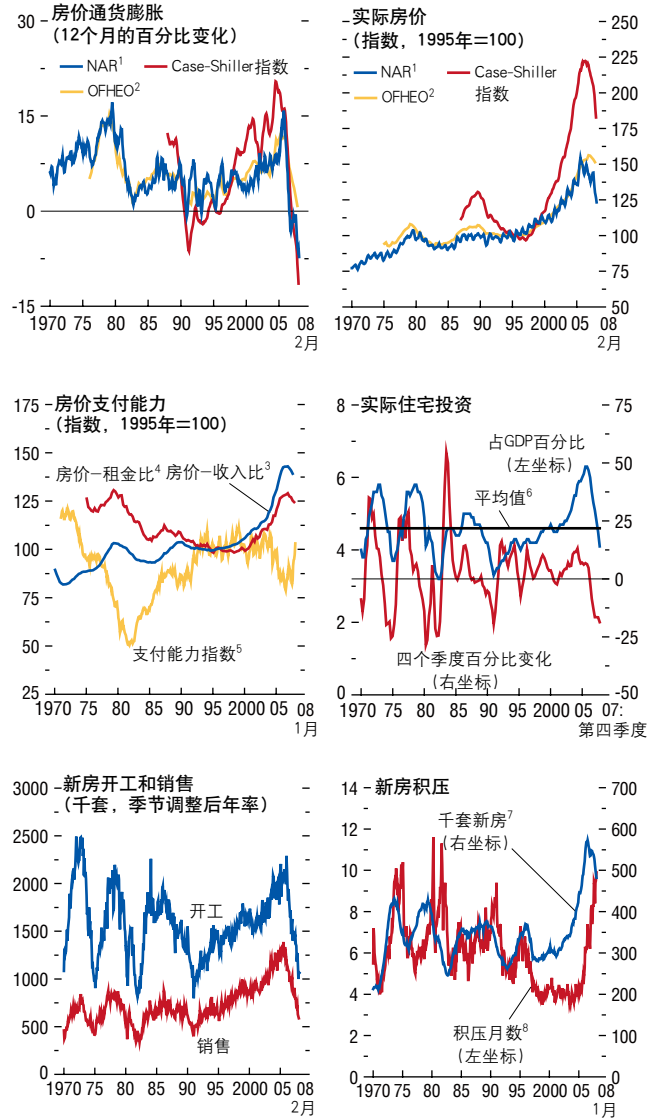 房价通货膨胀
(12个月的百分比变化)
NAR¹
Case-Shiller指数
OFHEO²
30
15
0
-15
1970 75 80 85 90 95 2000 05 08
2月
实际房价
(指数，1995年=100)
NAR¹
Case-Shiller
指数
OFHEO²
250
225
200
175
150
125
100
75
50
1970 75 80 85 90 95 2000 05 08
2月
房价支付能力
(指数，1995年=100)
房价-租金比⁴
房价-收入比³
支付能力指数⁵
175
150
125
100
75
50
25
1970 80 90 2000 08
1月
实际住宅投资
占GDP百分比
(左坐标)
平均值⁶
四个季度百分比变化
(右坐标)
8
6
4
2
0
75
50
25
0
-25
-50
1970 75 80 85 90 95 2000 05 07:
第四季度
新房开工和销售
(千套，季节调整后年率)
开工
销售
3000
2500
2000
1500
1000
500
0
1970 75 80 85 90 95 2000 05 08
2月
新房积压
千套新房⁷
(右坐标)
积压月数⁸
(左坐标)
14
12
10
8
6
4
2
0
700
600
500
400
300
200
100
0
1970 75 80 85 90 95 2000 05 08
1月